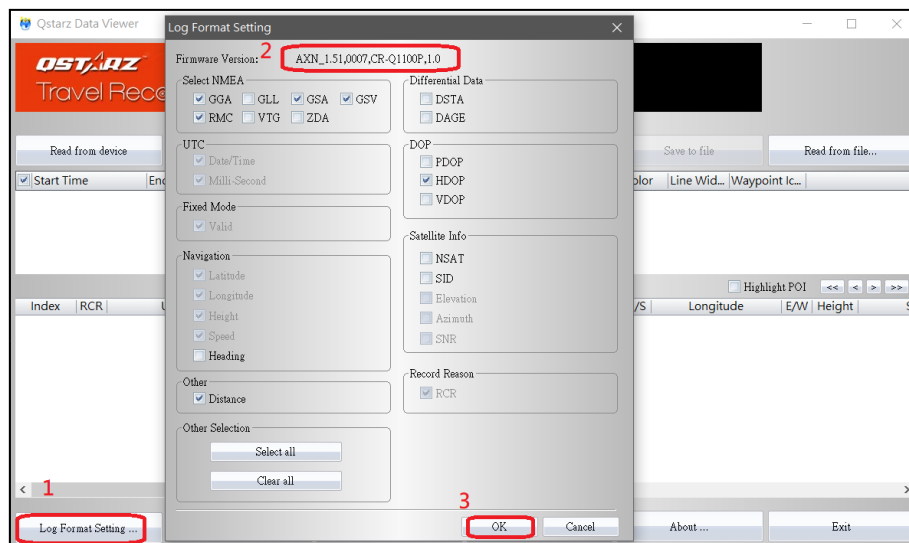 Qstarz Data Viewer
QSTARZ
Travel Reco
Read from device
Save to file
Read from file...
Start Time
Line Wid...
Waypoint Ic...
Highlight POI
<<
<
>
>>
Index
RCR
Longitude
E/W
Height
1
Log Format Setting ...
About ...
Exit
Log Format Setting
Firmware Version:
2
AXN_1.51,0007,CR-Q1100P,1.0
Select NMEA
GGA GLL GSA GSV
RMC VTG ZDA
UTC
Date/Time
Milli-Second
Fixed Mode
Valid
Navigation
Latitude
Longitude
Height
Speed
Heading
Other
Distance
Other Selection
Select all
Clear all
Differential Data
DSTA
DAGE
DOP
PDOP
HDOP
VDOP
Satellite Info
NSAT
SID
Elevation
Azimuth
SNR
Record Reason
RCR
3
OK
Cancel